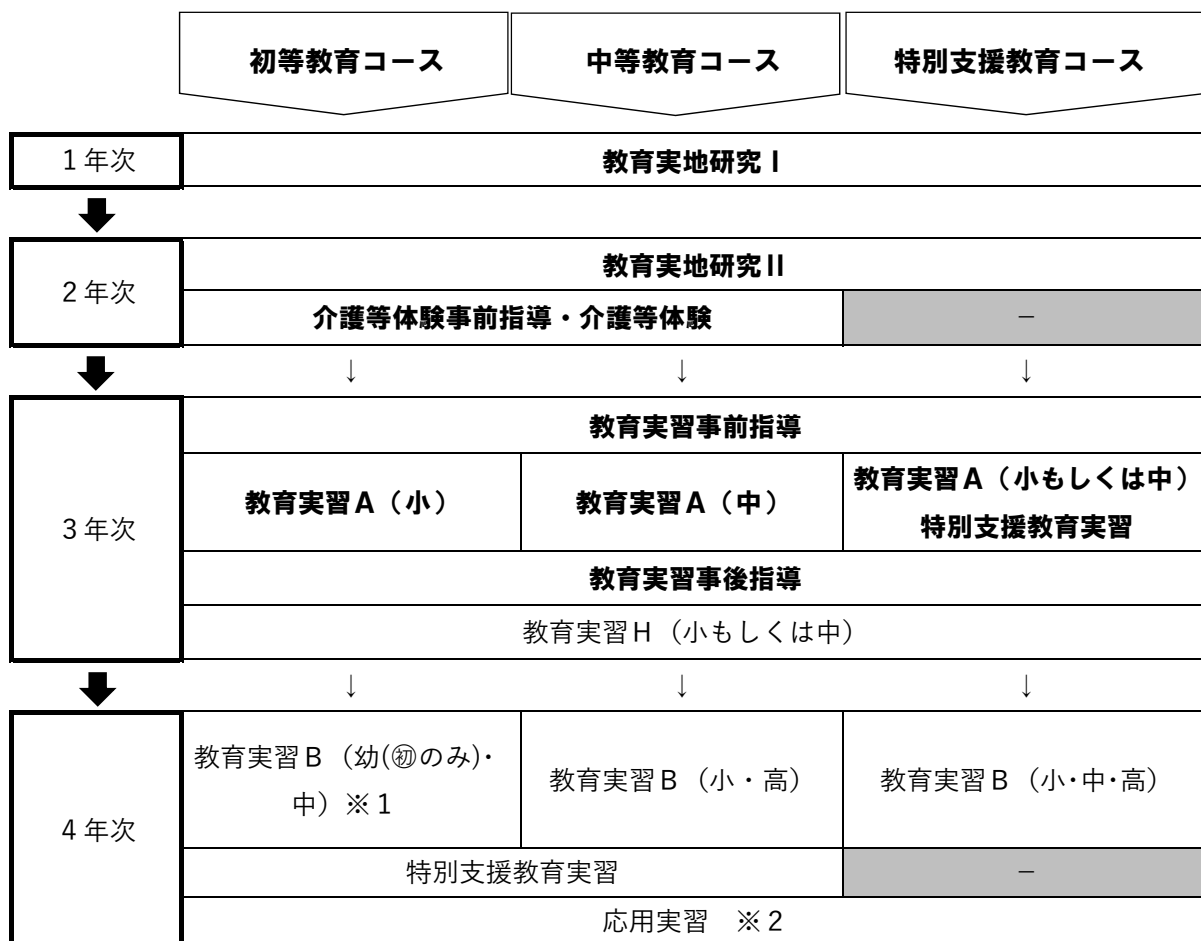 初等教育コース
中等教育コース
特別支援教育コース
1年次
教育実地研究Ⅰ
2年次
教育実地研究II
介護等体験事前指導・介護等体験
－
↓ ↓ ↓
3年次
教育実習事前指導
教育実習A（小）
教育実習A（中）
教育実習A（小もしくは中）
特別支援教育実習
教育実習事後指導
教育実習H（小もしくは中）
↓ ↓ ↓
4年次
教育実習B（幼(㊝のみ)・
中）※1
教育実習B（小・高）
教育実習B（小・中・高）
特別支援教育実習
－
応用実習　※2